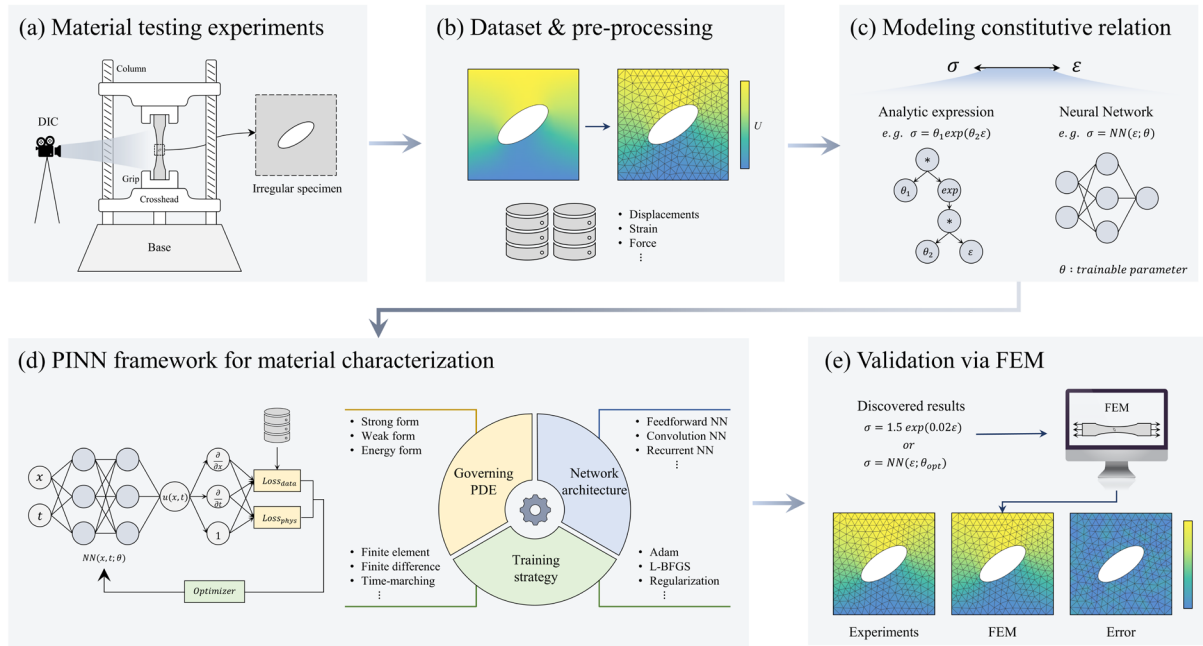 (a) Material testing experiments
Column
DIC
Grip
Crosshead
Base
Irregular specimen
(b) Dataset & pre-processing
U
• Displacements
• Strain
• Force
⋮
(c) Modeling constitutive relation
σ ε
Analytic expression
e.g. σ = θ₁exp(θ₂ε)
*
θ₁ exp
*
θ₂ ε
Neural Network
e.g. σ = NN(ε; θ)
θ : trainable parameter
(d) PINN framework for material characterization
x
t
NN(x, t; θ)
u(x, t)
∂/∂x
∂/∂t
1
Loss_data
Loss_phys
Optimizer
• Strong form
• Weak form
• Energy form
⋮
• Feedforward NN
• Convolution NN
• Recurrent NN
⋮
Governing
PDE
Network
architecture
Training
strategy
• Finite element
• Finite difference
• Time-marching
⋮
• Adam
• L-BFGS
• Regularization
⋮
(e) Validation via FEM
Discovered results
σ = 1.5 exp(0.02ε)
or
σ = NN(ε; θ_opt)
FEM
Experiments
FEM
Error